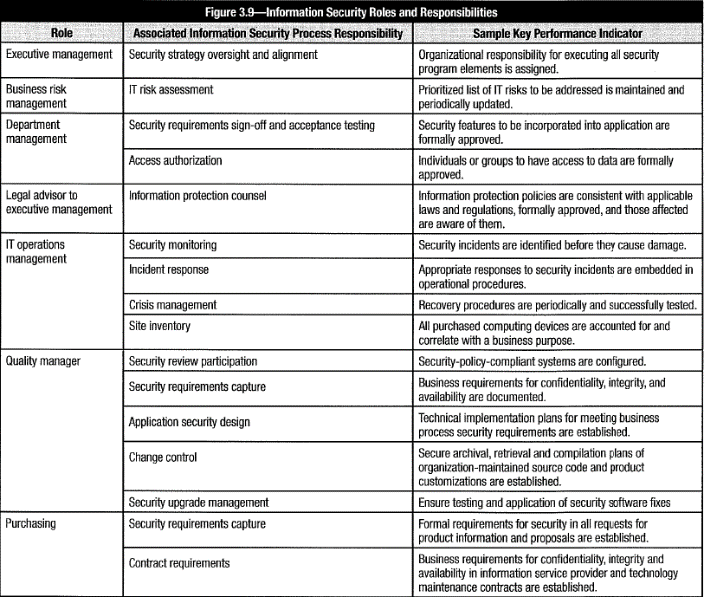 Figure 3.9—Information Security Roles and Responsibilities
Role
Associated Information Security Process Responsibility
Sample Key Performance Indicator
Executive management
Security strategy oversight and alignment
Organizational responsibility for executing all security
program elements is assigned.
Business risk
management
IT risk assessment
Prioritized list of IT risks to be addressed is maintained and
periodically updated.
Department
management
Security requirements sign-off and acceptance testing
Security features to be incorporated into application are
formally approved.
Access authorization
Individuals or groups to have access to data are formally
approved.
Legal advisor to
executive management
Information protection counsel
Information protection policies are consistent with applicable
laws and regulations, formally approved, and those affected
are aware of them.
IT operations
management
Security monitoring
Security incidents are identified before they cause damage.
Incident response
Appropriate responses to security incidents are embedded in
operational procedures.
Crisis management
Recovery procedures are periodically and successfully tested.
Site inventory
All purchased computing devices are accounted for and
correlate with a business purpose.
Quality manager
Security review participation
Security-policy-compliant systems are configured.
Security requirements capture
Business requirements for confidentiality, integrity, and
availability are documented.
Application security design
Technical implementation plans for meeting business
process security requirements are established.
Change control
Secure archival, retrieval and compilation plans of
organization-maintained source code and product
customizations are established.
Security upgrade management
Ensure testing and application of security software fixes
Purchasing
Security requirements capture
Formal requirements for security in all requests for
product information and proposals are established.
Contract requirements
Business requirements for confidentiality, integrity and
availability in information service provider and technology
maintenance contracts are established.